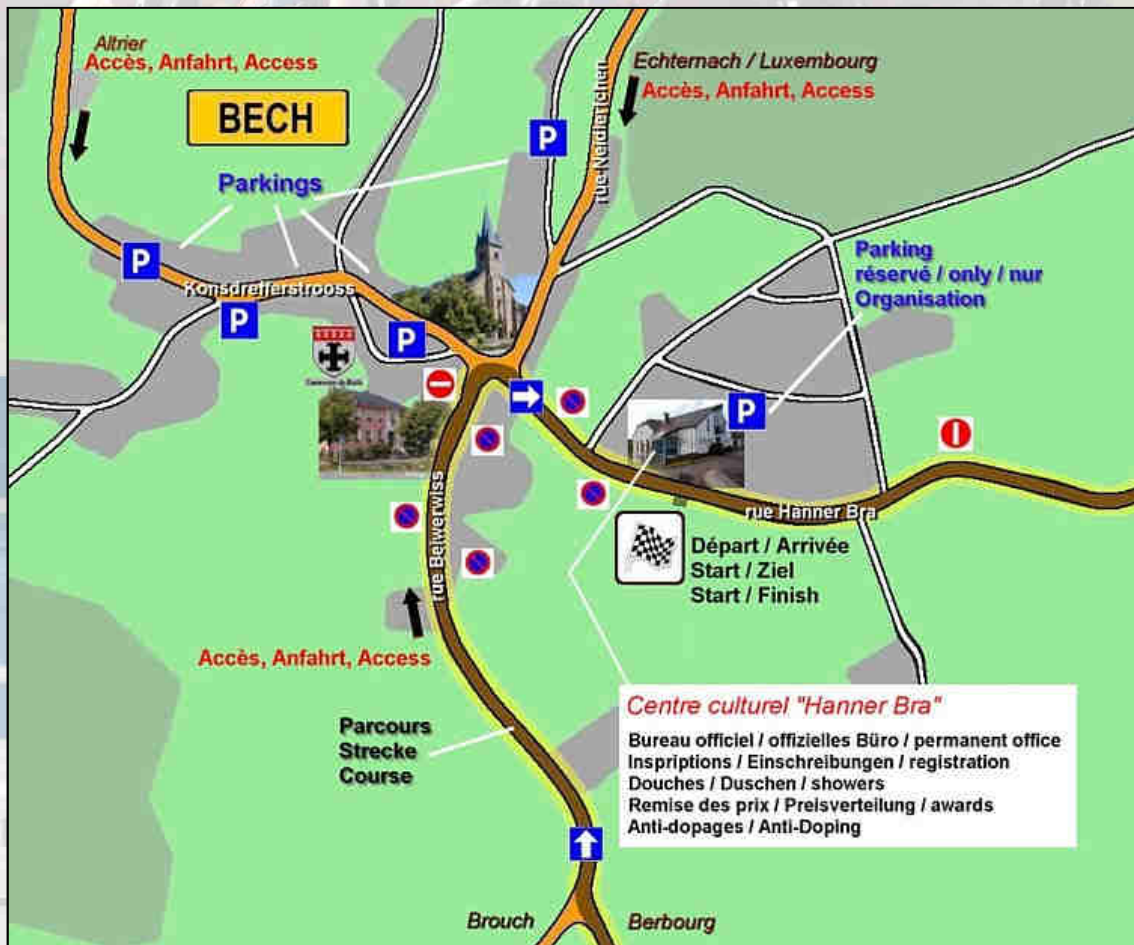 Altrier
Accès, Anfahrt, Access
Echternach / Luxembourg
Accès, Anfahrt, Access
BECH
P
rue Neidlerichen
Parkings
P
Parking
réservé / only / nur
Organisation
Konsdrefferstrooss
P
P
P
rue Hanner Bra
Départ / Arrivée
Start / Ziel
Start / Finish
rue Beiwerwiss
Accès, Anfahrt, Access
Parcours
Strecke
Course
Centre culturel "Hanner Bra"
Bureau officiel / offizielles Büro / permanent office
Inspriptions / Einschreibungen / registration
Douches / Duschen / showers
Remise des prix / Preisverteilung / awards
Anti-dopages / Anti-Doping
Brouch
Berbourg